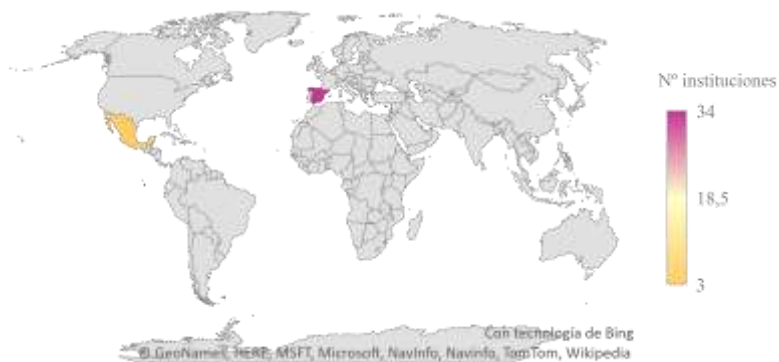 Nº instituciones
34
18,5
3
Con tecnología de Bing
© GeoNames, HERE, MSFT, Microsoft, NavInfo, Navinfo, TomTom, Wikipedia